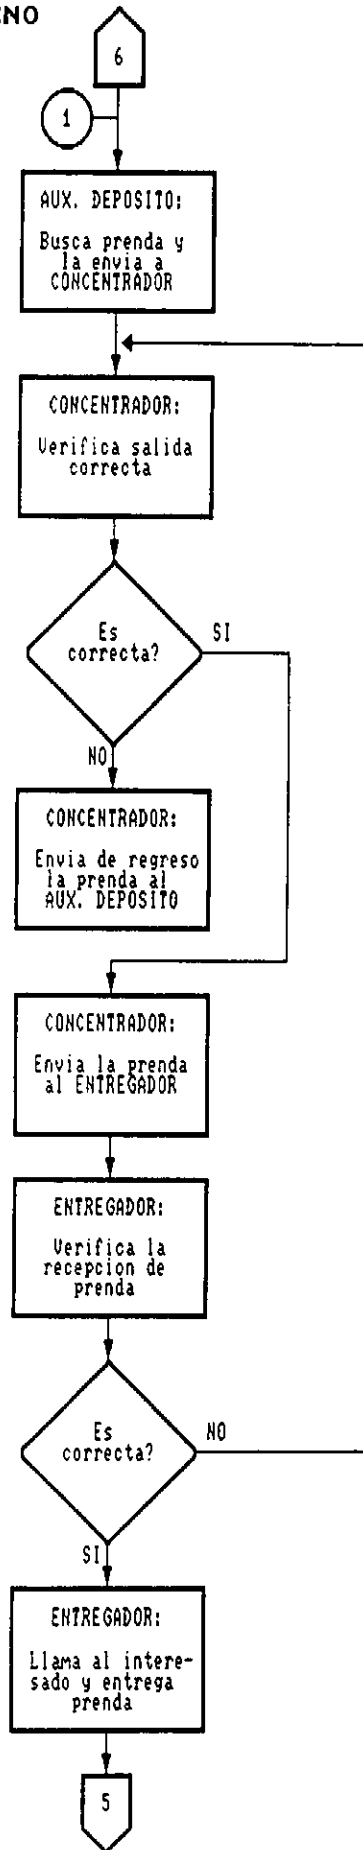 6
1
AUX. DEPOSITO:
Busca prenda y
la envia a
CONCENTRADOR
CONCENTRADOR:
Verifica salida
correcta
Es
correcta?
SI
NO
CONCENTRADOR:
Envia de regreso
la prenda al
AUX. DEPOSITO
CONCENTRADOR:
Envia la prenda
al ENTREGADOR
ENTREGADOR:
Verifica la
recepcion de
prenda
Es
correcta?
NO
SI
ENTREGADOR:
Llama al intere-
sado y entrega
prenda
5